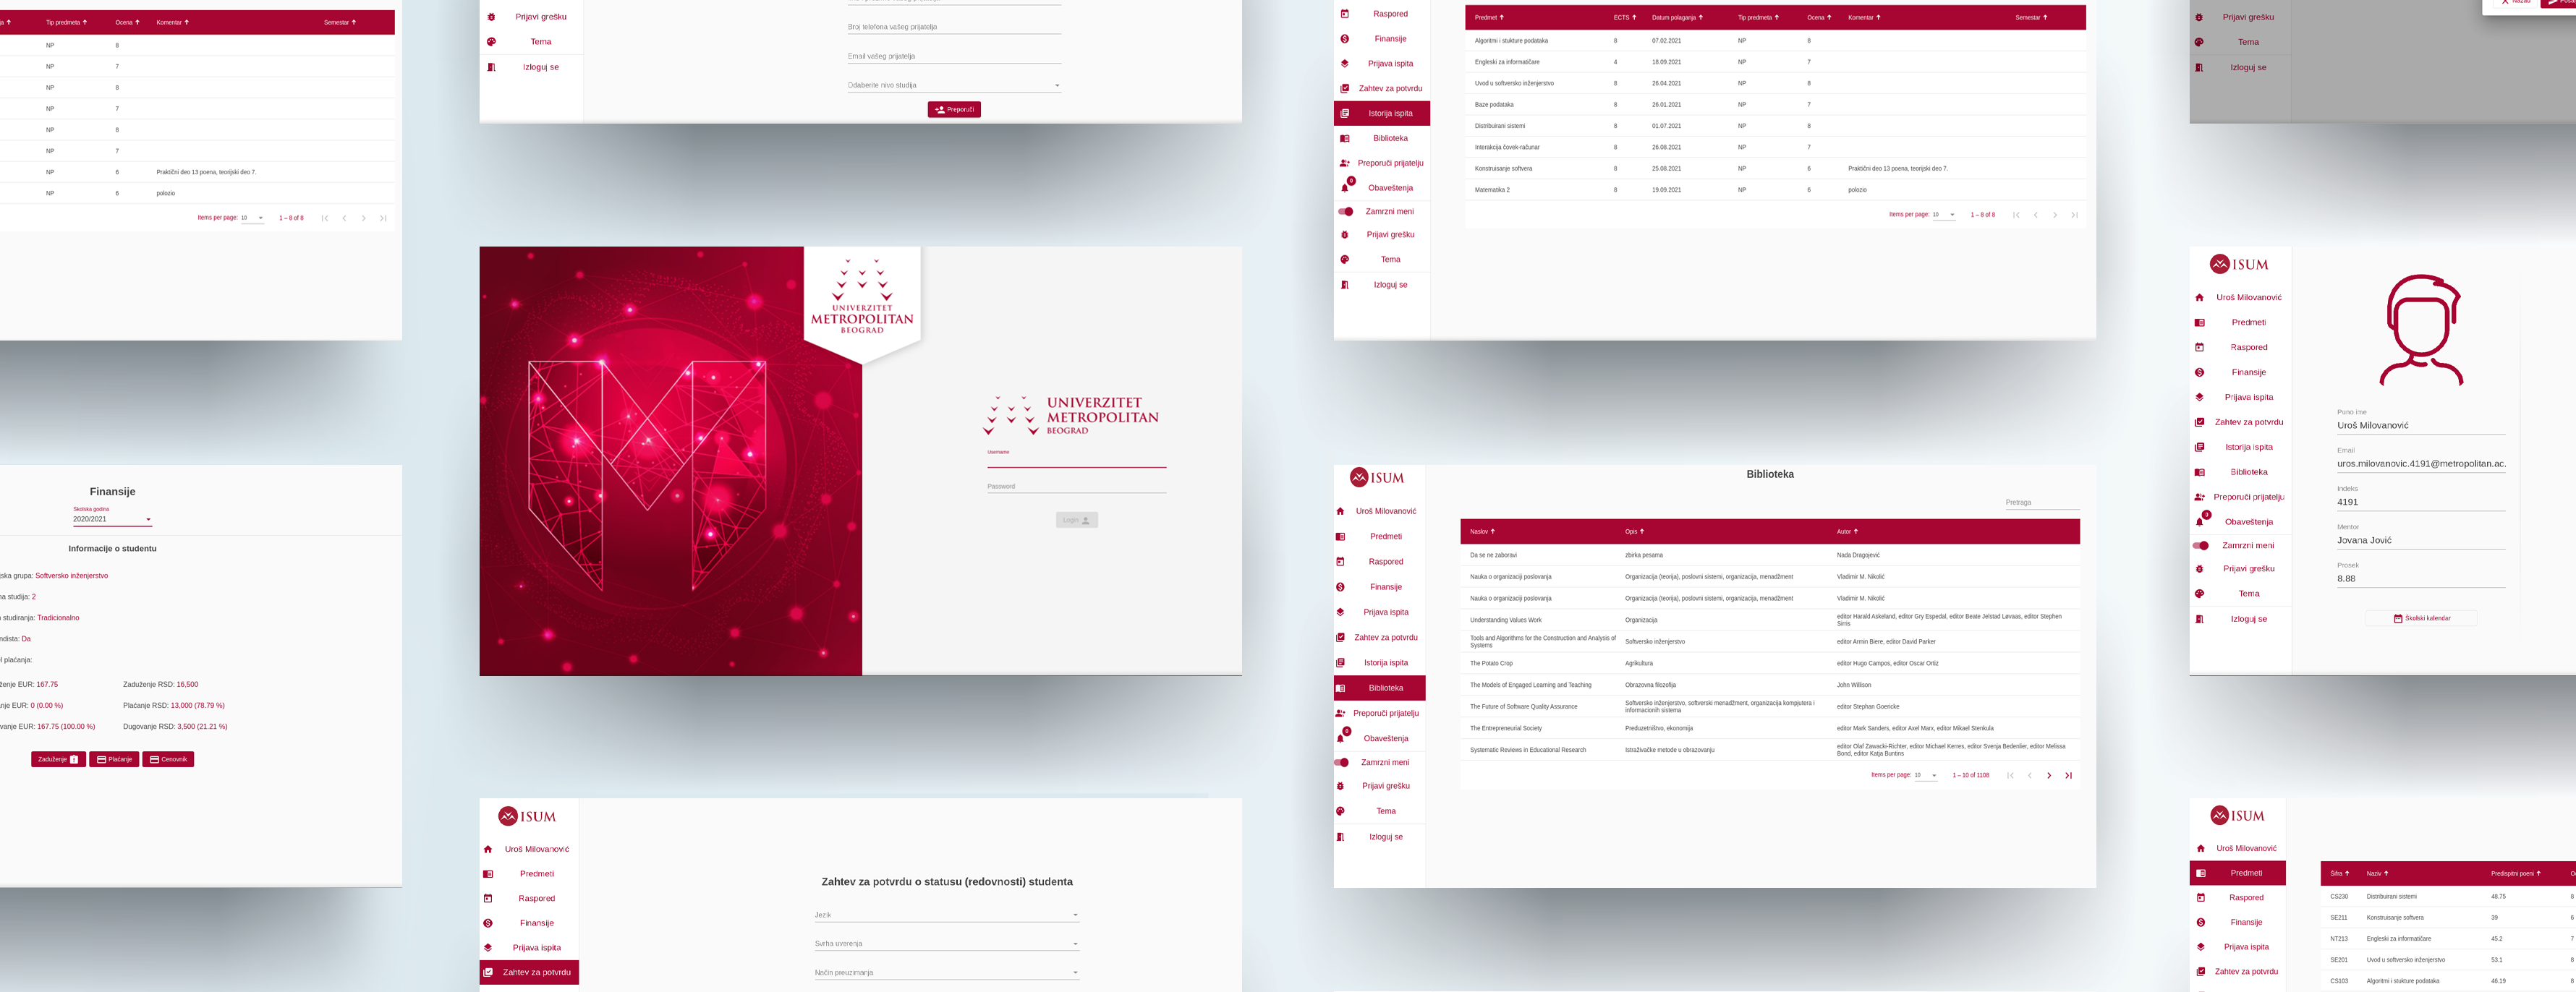 ja Tip predmeta Ocena Komentar Semestar
NP 8
NP 7
NP 8
NP 7
NP 8
NP 7
NP 6 Praktični deo 13 poena, teorijski deo 7.
NP 6 polozio
Items per page: 10 1 – 8 of 8
Finansije
Školska godina
2020/2021
Informacije o studentu
jska grupa: Softversko inženjerstvo
na studija: 2
studiranja: Tradicionalno
ndista: Da
l plaćanja:
ženje EUR: 167.75 Zaduženje RSD: 16,500
nje EUR: 0 (0.00 %) Plaćanje RSD: 13,000 (78.79 %)
vanje EUR: 167.75 (100.00 %) Dugovanje RSD: 3,500 (21.21 %)
Zaduženje Plaćanje Cenovnik
Prijavi grešku
Tema
Izloguj se
Broj telefona vašeg prijatelja
Email vašeg prijatelja
Odaberite nivo studija
Preporuči
UNIVERZITET
METROPOLITAN
BEOGRAD
UNIVERZITET
METROPOLITAN
BEOGRAD
Username
Password
Login
ISUM
Uroš Milovanović
Predmeti
Raspored
Finansije
Prijava ispita
Zahtev za potvrdu
Zahtev za potvrdu o statusu (redovnosti) studenta
Jezik
Svrha uverenja
Način preuzimanja
Raspored
Finansije
Prijava ispita
Zahtev za potvrdu
Istorija ispita
Biblioteka
Preporuči prijatelju
0
Obaveštenja
Zamrzni meni
Prijavi grešku
Tema
Izloguj se
Predmet ECTS Datum polaganja Tip predmeta Ocena Komentar Semestar
Algoritmi i stukture podataka 8 07.02.2021 NP 8
Engleski za informatičare 4 18.09.2021 NP 7
Uvod u softversko inženjerstvo 8 26.04.2021 NP 8
Baze podataka 8 26.01.2021 NP 7
Distribuirani sistemi 8 01.07.2021 NP 8
Interakcija čovek-računar 8 26.08.2021 NP 7
Konstruisanje softvera 8 25.08.2021 NP 6 Praktični deo 13 poena, teorijski deo 7.
Matematika 2 8 19.09.2021 NP 6 polozio
Items per page: 10 1 – 8 of 8
ISUM
Uroš Milovanović
Predmeti
Raspored
Finansije
Prijava ispita
Zahtev za potvrdu
Istorija ispita
Biblioteka
Preporuči prijatelju
0
Obaveštenja
Zamrzni meni
Prijavi grešku
Tema
Izloguj se
Biblioteka
Pretraga
Naslov Opis Autor
Da se ne zaboravi zbirka pesama Nada Dragojević
Nauka o organizaciji poslovanja Organizacija (teorija), poslovni sistemi, organizacija, menadžment Vladimir M. Nikolić
Nauka o organizaciji poslovanja Organizacija (teorija), poslovni sistemi, organizacija, menadžment Vladimir M. Nikolić
Understanding Values Work Organizacija editor Harald Askeland, editor Gry Espedal, editor Beate Jelstad Løvaas, editor Stephen
Sirris
Tools and Algorithms for the Construction and Analysis of
Systems Softversko inženjerstvo editor Armin Biere, editor David Parker
The Potato Crop Agrikultura editor Hugo Campos, editor Oscar Ortiz
The Models of Engaged Learning and Teaching Obrazovna filozofija John Willison
The Future of Software Quality Assurance Softversko inženjerstvo, softverski menadžment, organizacija kompjutera i
informacionih sistema editor Stephan Goericke
The Entrepreneurial Society Preduzetništvo, ekonomija editor Mark Sanders, editor Axel Marx, editor Mikael Stenkula
Systematic Reviews in Educational Research Istraživačke metode u obrazovanju editor Olaf Zawacki-Richter, editor Michael Kerres, editor Svenja Bedenlier, editor Melissa
Bond, editor Katja Buntins
Items per page: 10 1 – 10 of 1108
Prijavi grešku
Tema
Izloguj se
Nazad
ISUM
Uroš Milovanović
Predmeti
Raspored
Finansije
Prijava ispita
Zahtev za potvrdu
Istorija ispita
Biblioteka
Preporuči prijatelju
0
Obaveštenja
Zamrzni meni
Prijavi grešku
Tema
Izloguj se
Puno ime
Uroš Milovanović
Email
uros.milovanovic.4191@metropolitan.ac.
Indeks
4191
Mentor
Jovana Jović
Prosek
8.88
Školski kalendar
ISUM
Uroš Milovanović
Predmeti
Raspored
Finansije
Prijava ispita
Zahtev za potvrdu
Šifra Naziv Predispitni poeni
CS230 Distribuirani sistemi 48.75 8
SE211 Konstruisanje softvera 39 6
NT213 Engleski za informatičare 45.2 7
SE201 Uvod u softversko inženjerstvo 53.1 8
CS103 Algoritmi i stukture podataka 46.19 8